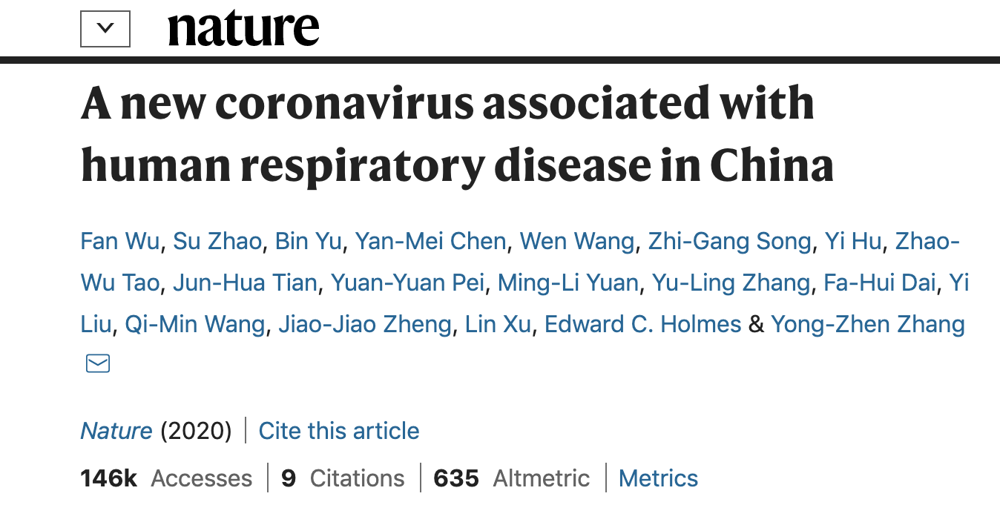 nature
A new coronavirus associated with
human respiratory disease in China
Fan Wu, Su Zhao, Bin Yu, Yan-Mei Chen, Wen Wang, Zhi-Gang Song, Yi Hu, Zhao-
Wu Tao, Jun-Hua Tian, Yuan-Yuan Pei, Ming-Li Yuan, Yu-Ling Zhang, Fa-Hui Dai, Yi
Liu, Qi-Min Wang, Jiao-Jiao Zheng, Lin Xu, Edward C. Holmes & Yong-Zhen Zhang
Nature (2020) | Cite this article
146k Accesses | 9 Citations | 635 Altmetric | Metrics